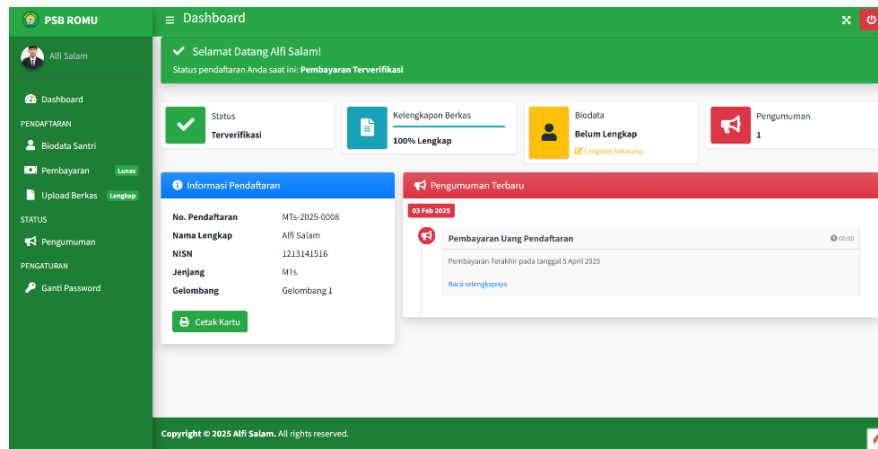 PSB ROMU
Dashboard
Alfi Salam
Selamat Datang Alfi Salam!
Status pendaftaran Anda saat ini: Pembayaran Terverifikasi
Dashboard
PENDAFTARAN
Biodata Santri
Pembayaran Lunas
Upload Berkas Lengkap
STATUS
Pengumuman
PENGATURAN
Ganti Password
Status
Terverifikasi
Kelengkapan Berkas
100% Lengkap
Biodata
Belum Lengkap
Lengkapi Sekarang
Pengumuman
1
Informasi Pendaftaran
No. Pendaftaran MTs-2025-0008
Nama Lengkap Alfi Salam
NISN 1213141516
Jenjang MTs
Gelombang Gelombang 1
Cetak Kartu
Pengumuman Terbaru
03 Feb 2025
Pembayaran Uang Pendaftaran 00:00
Pembayaran Terakhir pada tanggal 5 April 2025
Baca selengkapnya
Copyright © 2025 Alfi Salam. All rights reserved.